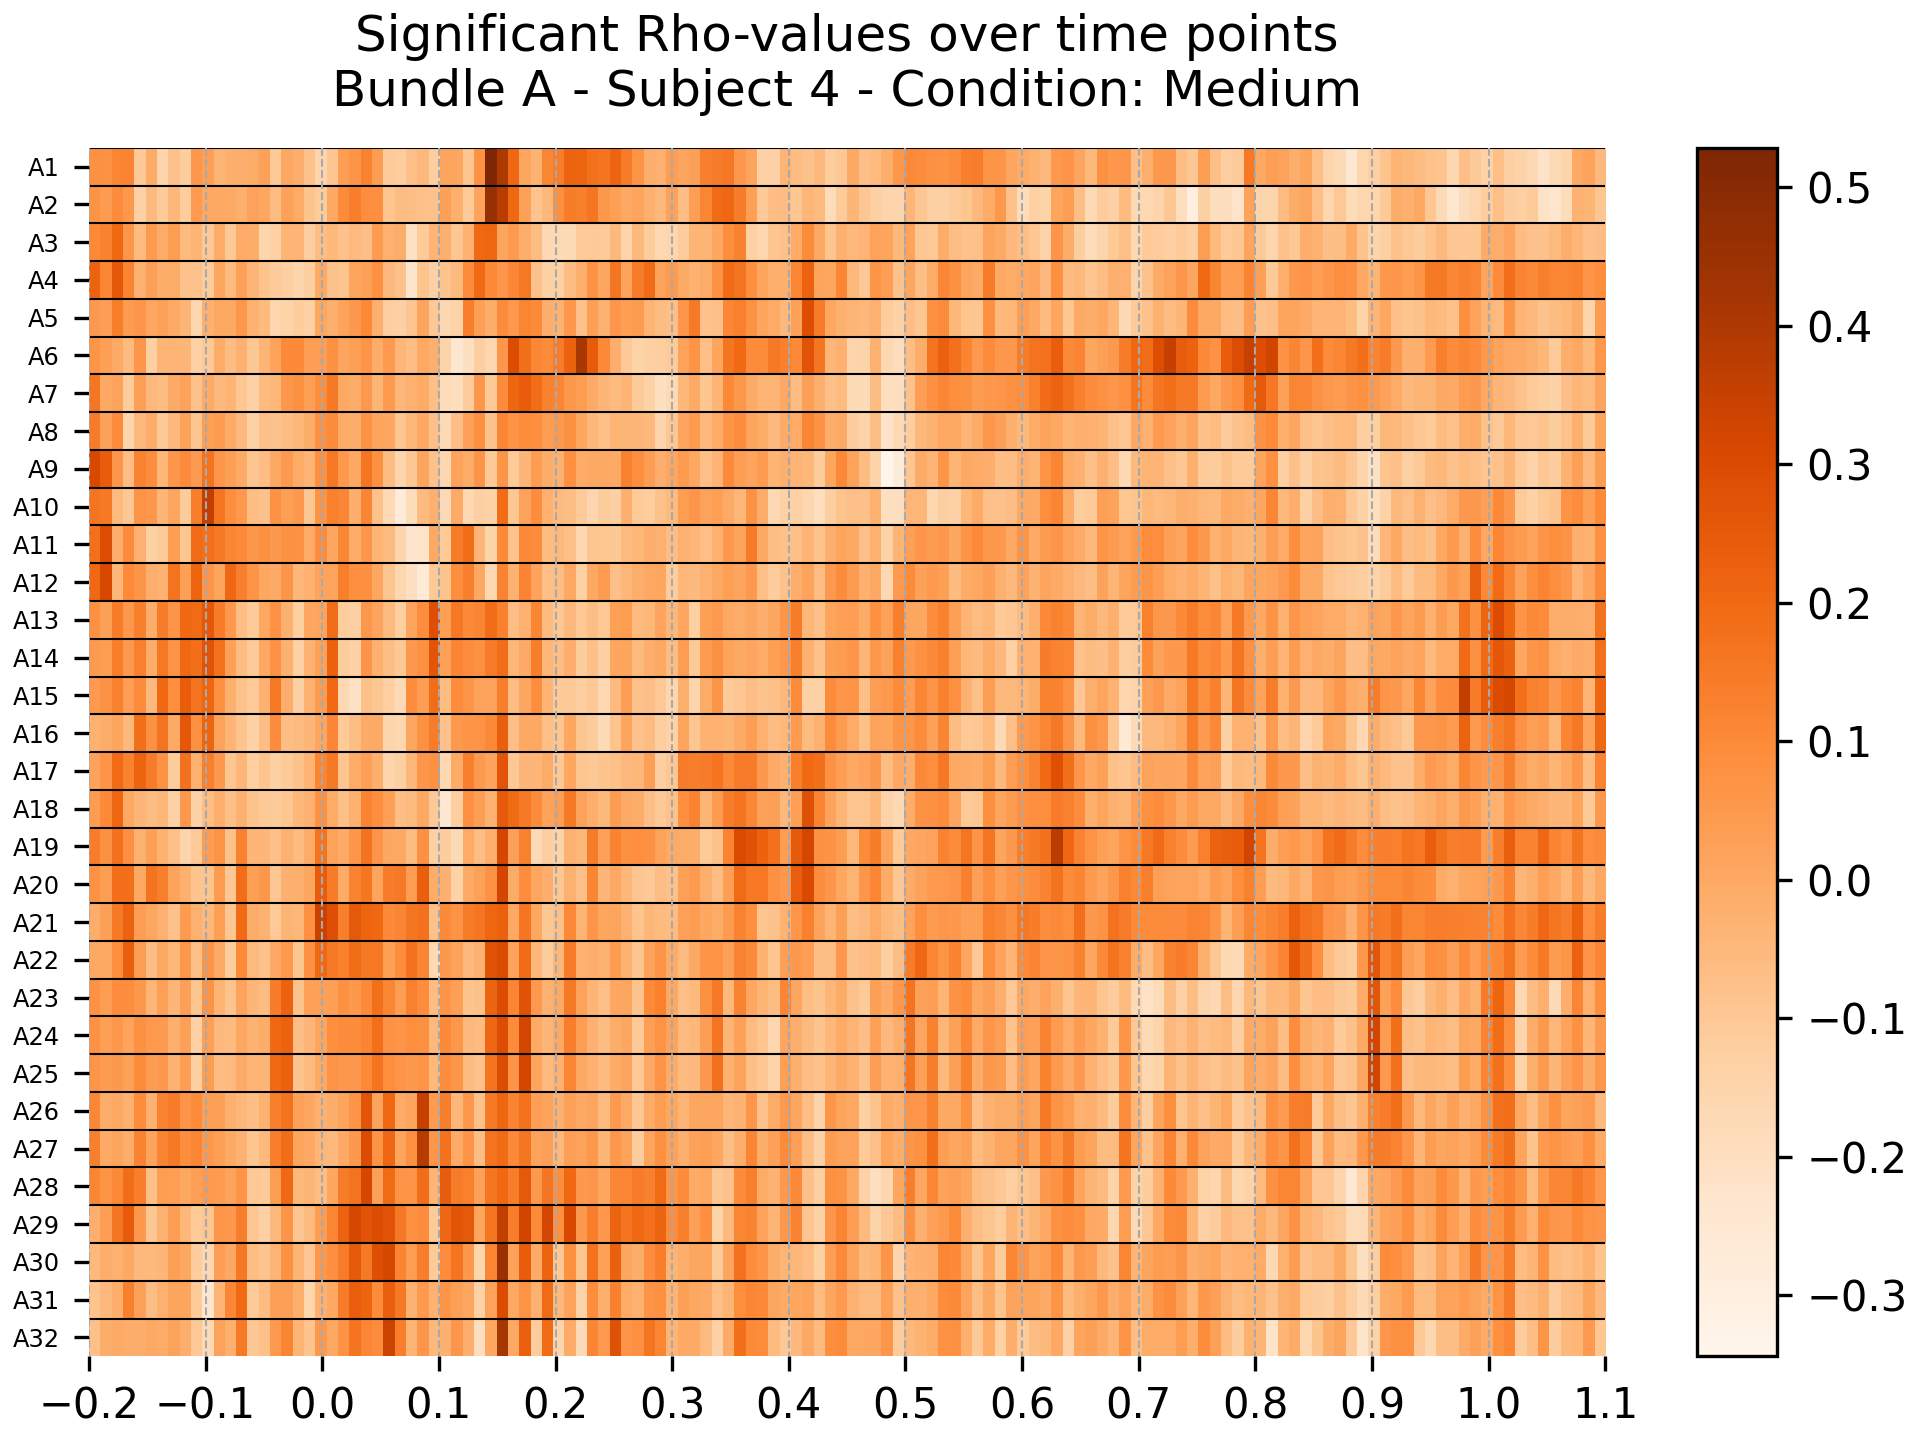 Significant Rho-values over time points
Bundle A - Subject 4 - Condition: Medium
A1
A2
A3
A4
A5
A6
A7
A8
A9
A10
A11
A12
A13
A14
A15
A16
A17
A18
A19
A20
A21
A22
A23
A24
A25
A26
A27
A28
A29
A30
A31
A32
−0.2 −0.1 0.0 0.1 0.2 0.3 0.4 0.5 0.6 0.7 0.8 0.9 1.0 1.1
0.5
0.4
0.3
0.2
0.1
0.0
−0.1
−0.2
−0.3